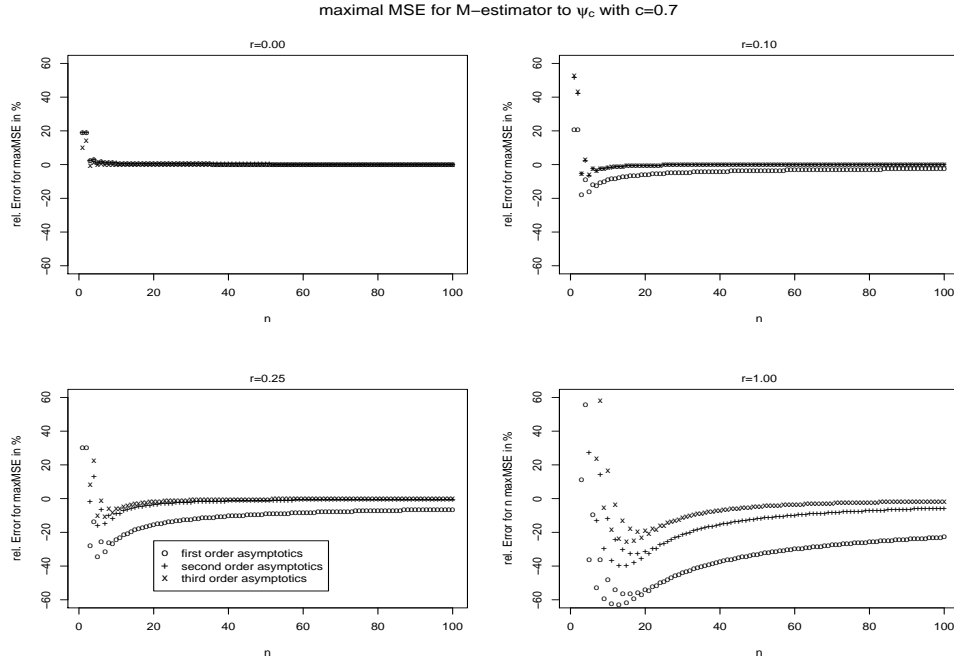 maximal MSE for M−estimator to ψc with c=0.7
r=0.00
rel. Error for maxMSE in %
60
40
20
0
−20
−40
−60
0 20 40 60 80 100
n
r=0.10
rel. Error for maxMSE in %
60
40
20
0
−20
−40
−60
0 20 40 60 80 100
n
r=0.25
rel. Error for maxMSE in %
60
40
20
0
−20
−40
−60
first order asymptotics
second order asymptotics
third order asymptotics
0 20 40 60 80 100
n
r=1.00
rel. Error for maxMSE in %
60
40
20
0
−20
−40
−60
0 20 40 60 80 100
n